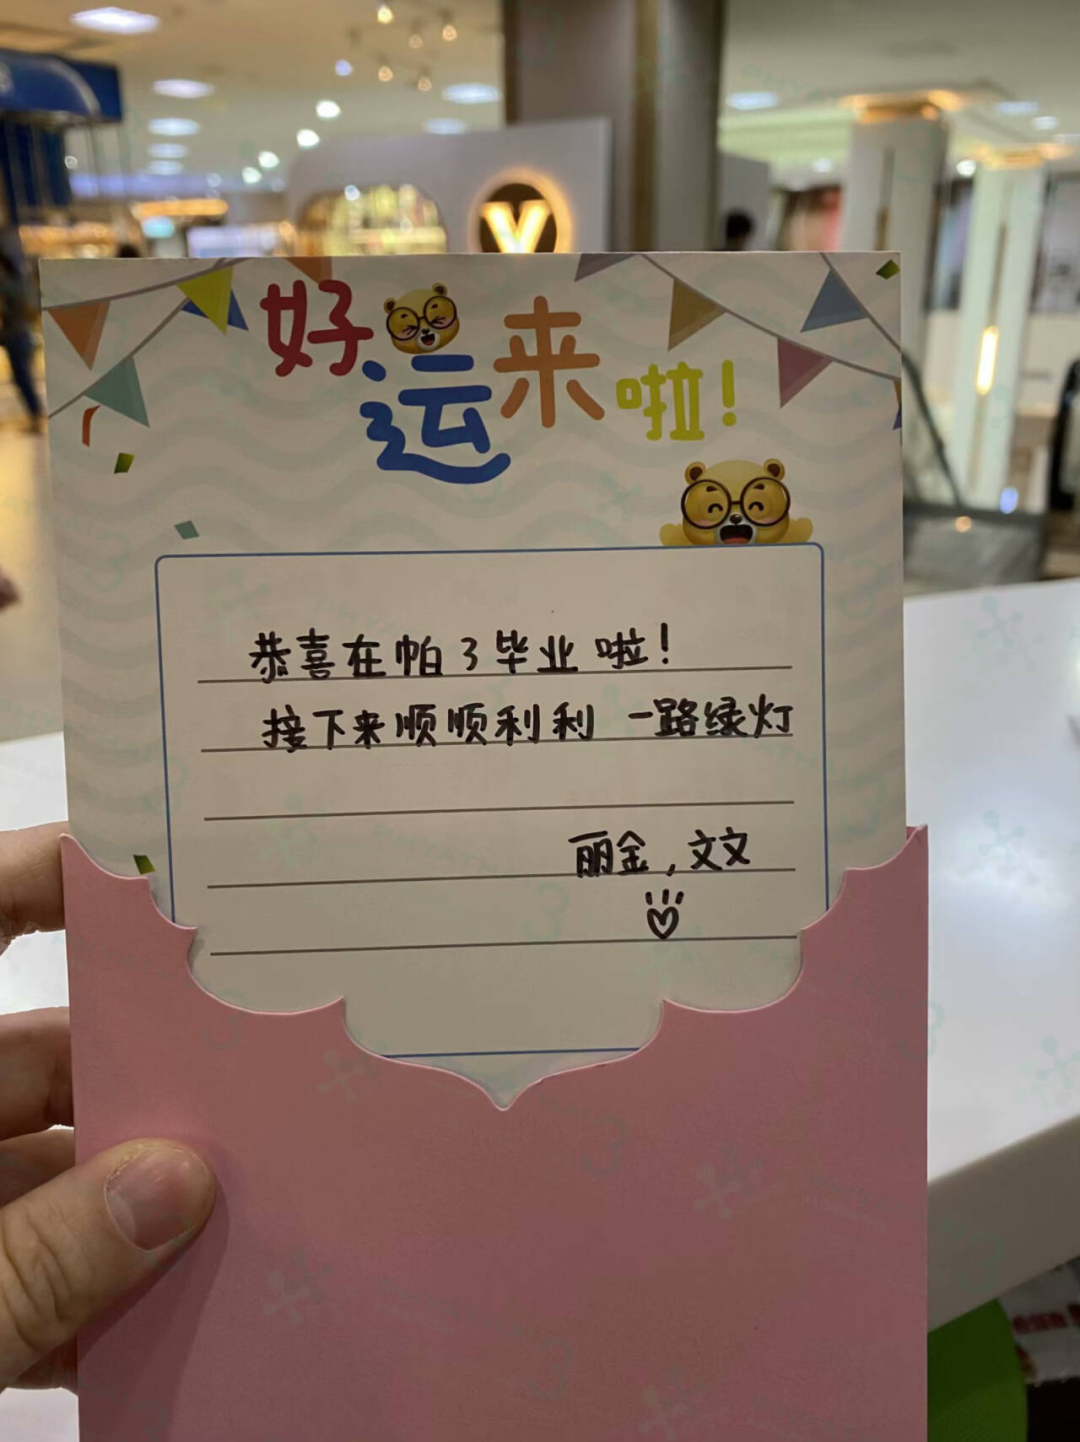 V
好运来啦！
恭喜在帕3毕业啦！
接下来顺顺利利 一路绿灯
丽金，文文